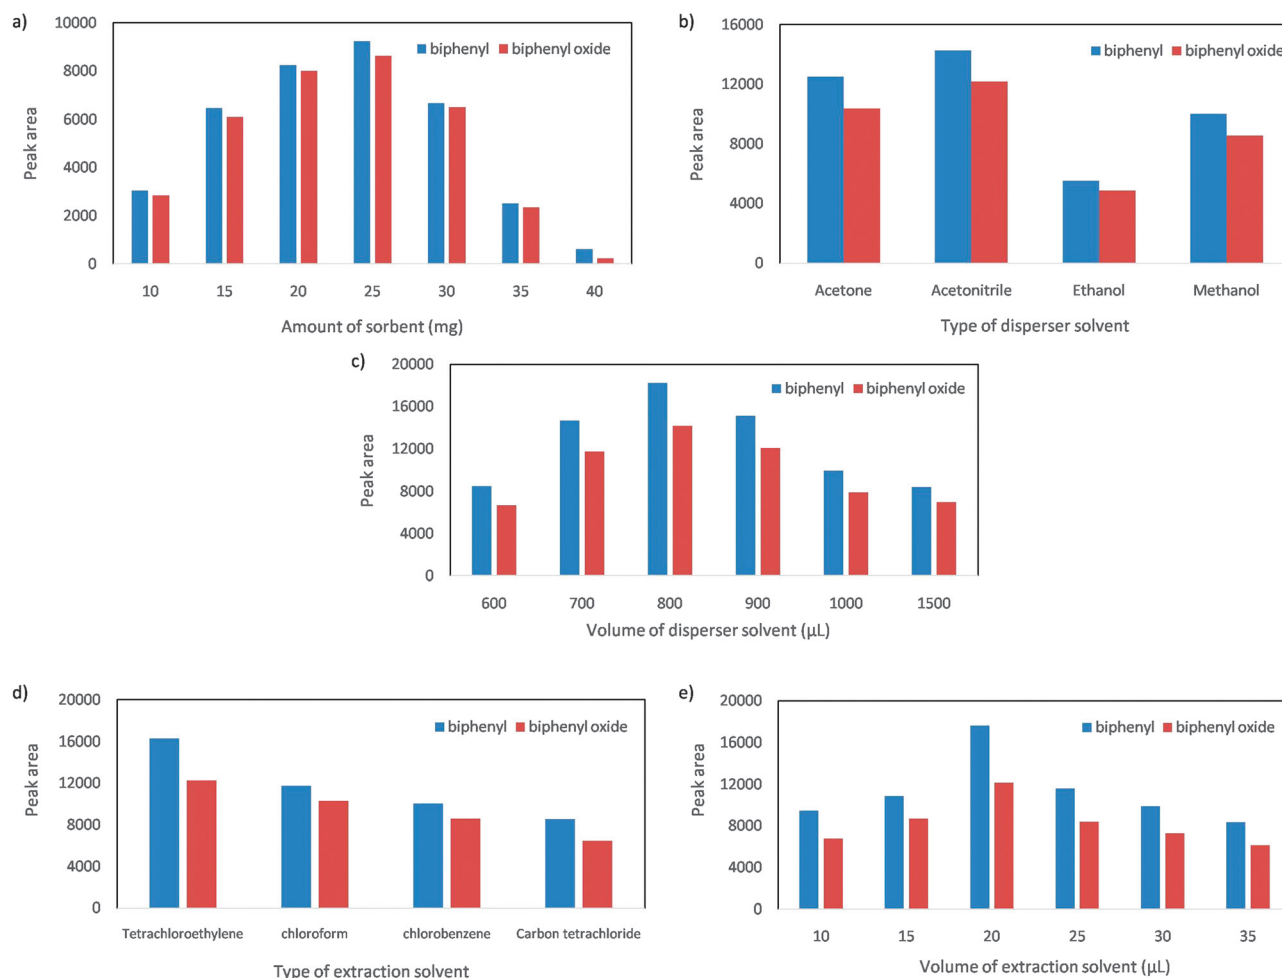 a)
10000
8000
6000
4000
2000
0
Peak area
biphenyl biphenyl oxide
10 15 20 25 30 35 40
Amount of sorbent (mg)
b)
16000
12000
8000
4000
0
Peak area
biphenyl biphenyl oxide
Acetone Acetonitrile Ethanol Methanol
Type of disperser solvent
c)
20000
16000
12000
8000
4000
0
Peak area
biphenyl biphenyl oxide
600 700 800 900 1000 1500
Volume of disperser solvent (μL)
d)
20000
16000
12000
8000
4000
0
Peak area
biphenyl biphenyl oxide
Tetrachloroethylene chloroform chlorobenzene Carbon tetrachloride
Type of extraction solvent
e)
20000
16000
12000
8000
4000
0
Peak area
biphenyl biphenyl oxide
10 15 20 25 30 35
Volume of extraction solvent (μL)